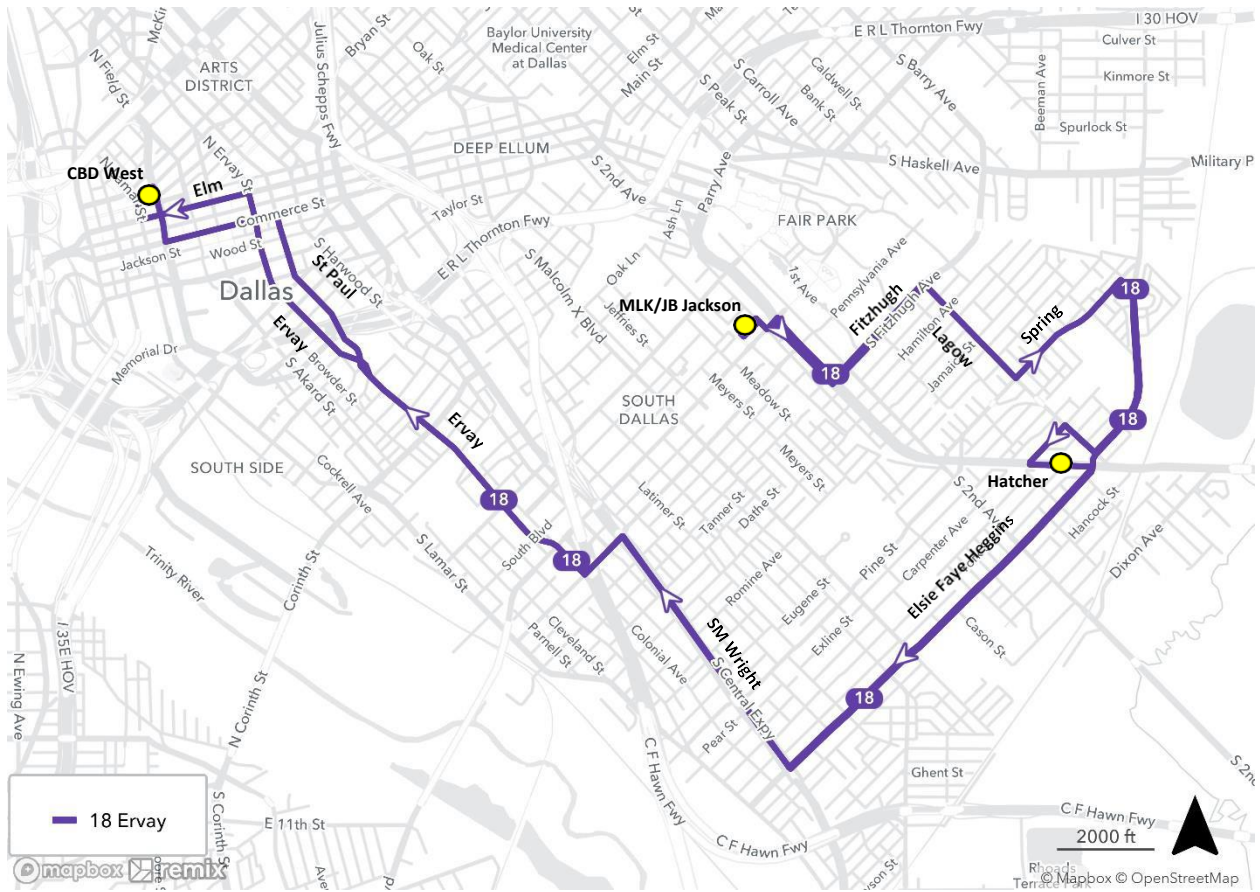 I 30 HOV
E R L Thornton Fwy
Culver St
Kinmore St
Beeman Ave
Spurlock St
Military P
Baylor University
Medical Center
at Dallas
Elm St
Main St
Bryan St
Oak St
Julius Schepps Fwy
ARTS
DISTRICT
N Field St
S Peak St
S Carroll Ave
Caldwell St
Bank St
S Barry Ave
S Haskell Ave
DEEP ELLUM
S 2nd Ave
Parry Ave
Ash Ln
FAIR PARK
CBD West
N Lamar St
Elm
N Ervay St
Commerce St
Jackson St
Wood St
Taylor St
E R L Thornton Fwy
S Harwood St
St Paul
Dallas
Ervay
S Malcolm X Blvd
Oak Ln
Jeffries St
1st Ave
Pennsylvania Ave
MLK/JB Jackson
Fitzhugh
S Fitzhugh Ave
Hamilton Ave
Lagow
Spring
18
18
18
Memorial Dr
Browder St
S Akard St
Meadow St
Meyers St
SOUTH
DALLAS
Ervay
SOUTH SIDE
Cockrell Ave
Meyers St
Hatcher
S 2nd Ave
Hancock St
Dixon Ave
18
Latimer St
Tanner St
Dathe St
Carpenter Ave
Elsie Faye Heggins
S Lamar St
South Blvd
18
Trinity River
Corinth St
Pine St
Romine Ave
Eugene St
Exline St
Cason St
SM Wright
S Central Expy
Cleveland St
Parnell St
Colonial Ave
I 35E HOV
N Ewing Ave
N Corinth St
18
Pear St
C F Hawn Fwy
Ghent St
S 2nd
18 Ervay
S Corinth St
E 11th St
C F Hawn Fwy
C F Hawn Fwy
2000 ft
Rhoads
Terrace Park
mapbox remix
© Mapbox © OpenStreetMap